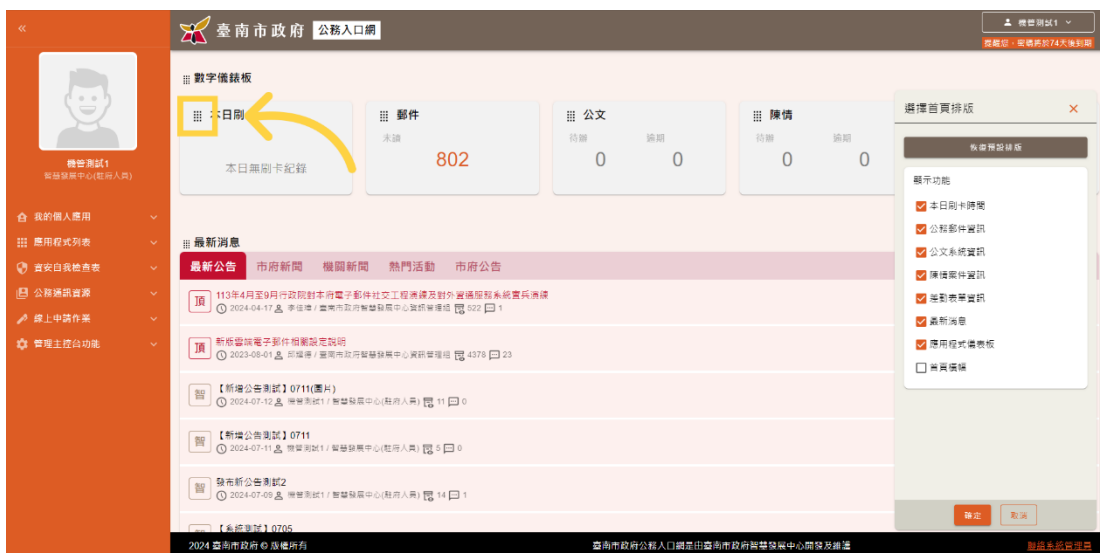 «
臺南市政府 公務入口網
機管測試1
提醒您，密碼將於74天後到期
機管測試1
智慧發展中心(駐府人員)
我的個人應用
應用程式列表
資安自我檢查表
公務通訊資源
線上申請作業
管理主控台功能
數字儀錶板
本日刷
本日無刷卡紀錄
郵件
未讀
802
公文
待辦 逾期
0 0
陳情
待辦 逾期
0 0
最新消息
最新公告 市府新聞 機關新聞 熱門活動 市府公告
頂 113年4月至9月行政院對本府電子郵件社交工程演練及對外資通服務系統實兵演練
2024-04-17 李佳 / 臺南市政府智慧發展中心資訊管理組 522 1
頂 新版雲端電子郵件相關設定說明
2023-08-01 / 臺南市政府智慧發展中心資訊管理組 4378 23
智 【新增公告測試】0711(圖片)
2024-07-12 機管測試1 / 智慧發展中心(駐府人員) 11 0
智 【新增公告測試】0711
2024-07-11 機管測試1 / 智慧發展中心(駐府人員) 5 0
智 發布新公告測試2
2024-07-09 機管測試1 / 智慧發展中心(駐府人員) 14 1
【系統測試】0705
選擇首頁排版 ×
恢復預設排版
顯示功能
本日刷卡時間
公務郵件資訊
公文系統資訊
陳情案件資訊
差勤表單資訊
最新消息
應用程式儀表板
首頁橫幅
確定 取消
2024 臺南市政府 © 版權所有
臺南市政府公務入口網是由臺南市政府智慧發展中心開發及維護
聯絡系統管理員